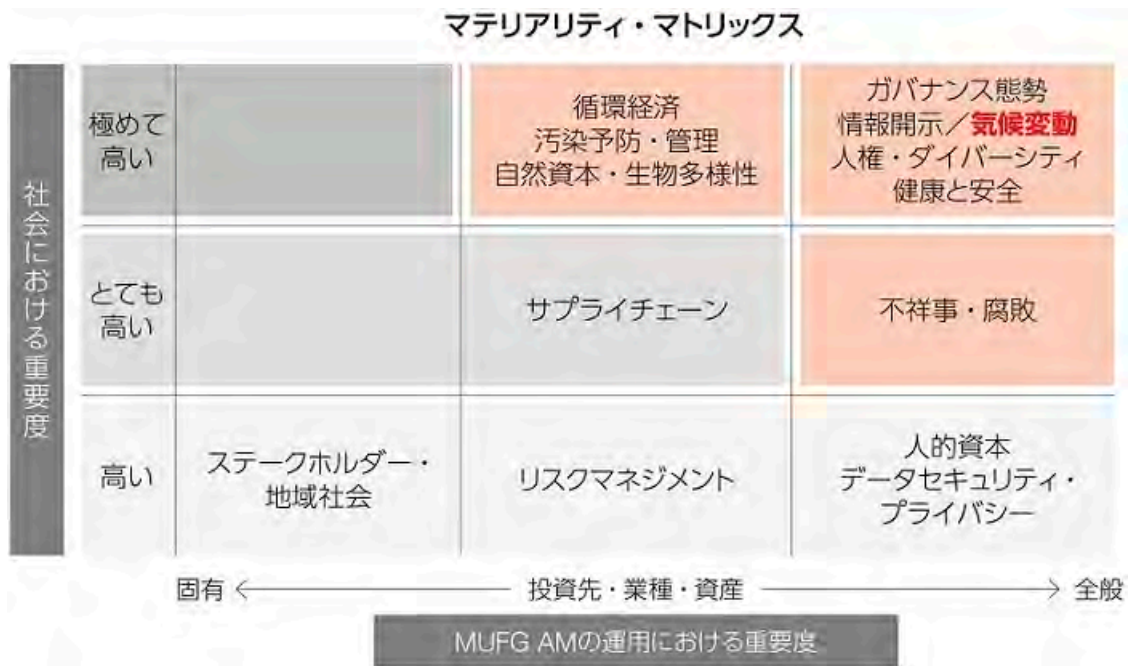 マテリアリティ・マトリックス
社会における重要度
極めて
高い
循環経済
汚染予防・管理
自然資本・生物多様性
ガバナンス態勢
情報開示／気候変動
人権・ダイバーシティ
健康と安全
とても
高い
サプライチェーン
不祥事・腐敗
高い
ステークホルダー・
地域社会
リスクマネジメント
人的資本
データセキュリティ・
プライバシー
固有
投資先・業種・資産
全般
MUFG AMの運用における重要度